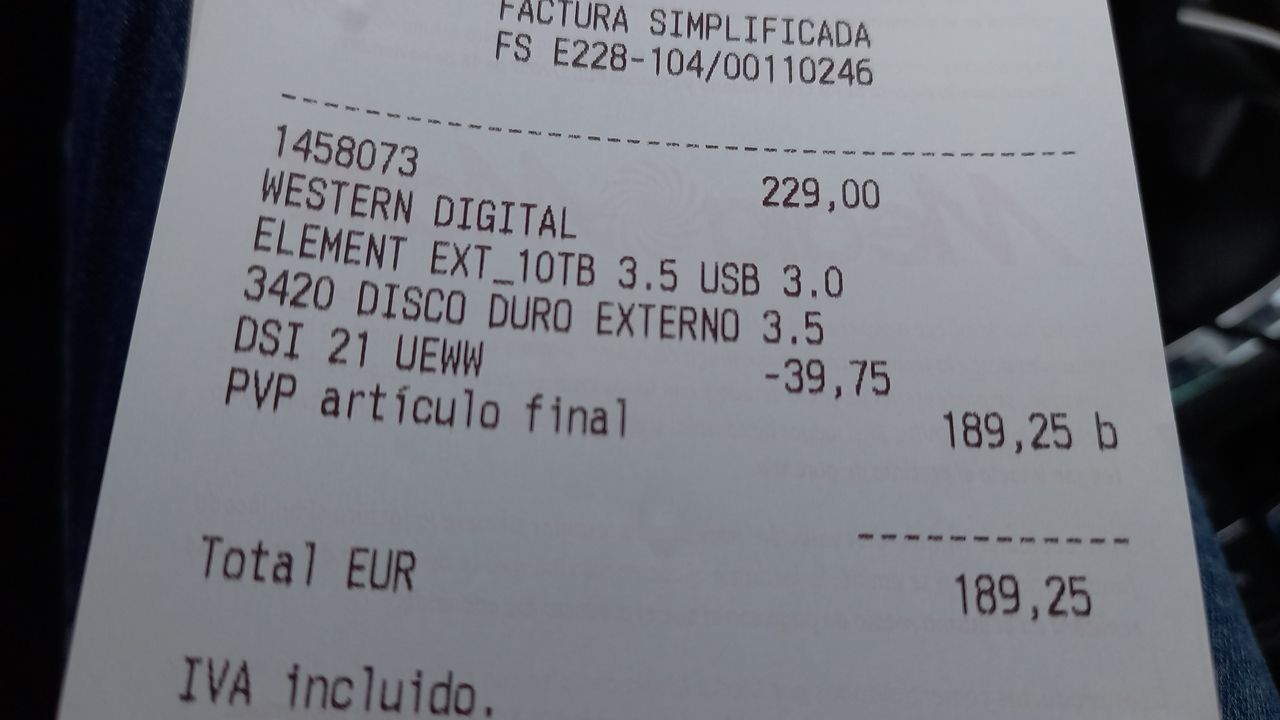 FACTURA SIMPLIFICADA
FS E228-104/00110246
1458073 229,00
WESTERN DIGITAL
ELEMENT EXT_10TB 3.5 USB 3.0
3420 DISCO DURO EXTERNO 3.5
DSI 21 UEWW -39,75
PVP artículo final 189,25 b
Total EUR 189,25
IVA incluido.